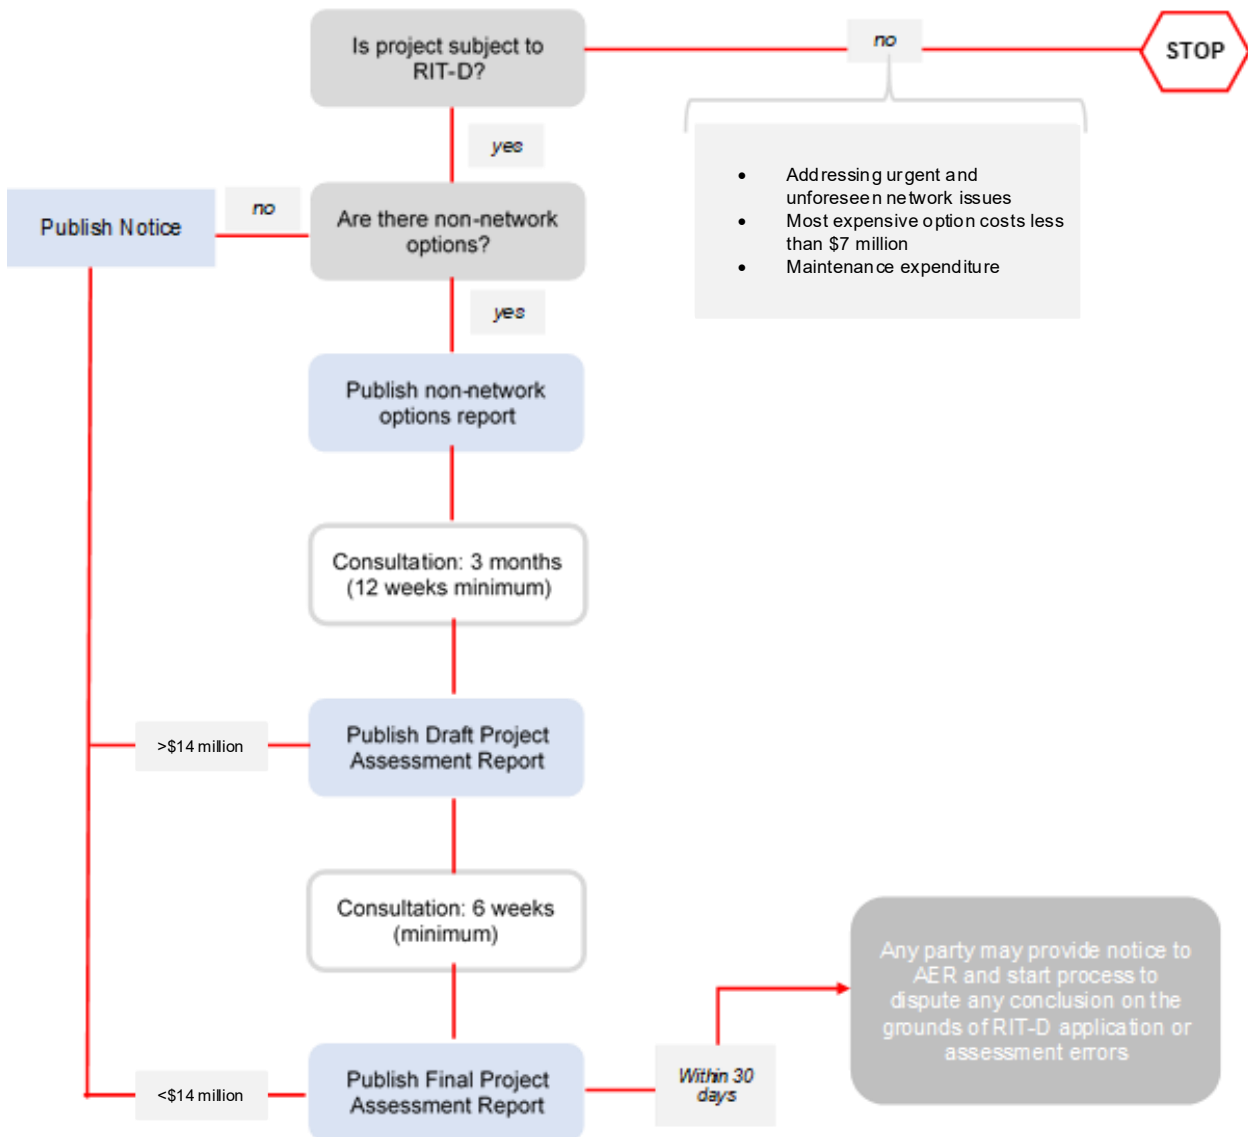 Is project subject to
RIT-D?
no
STOP
yes
• Addressing urgent and
unforeseen network issues
• Most expensive option costs less
than $7 million
• Maintenance expenditure
Publish Notice
no
Are there non-network
options?
yes
Publish non-network
options report
Consultation: 3 months
(12 weeks minimum)
>$14 million
Publish Draft Project
Assessment Report
Consultation: 6 weeks
(minimum)
Any party may provide notice to
AER and start process to
dispute any conclusion on the
grounds of RIT-D application or
assessment errors
<$14 million
Publish Final Project
Assessment Report
Within 30
days